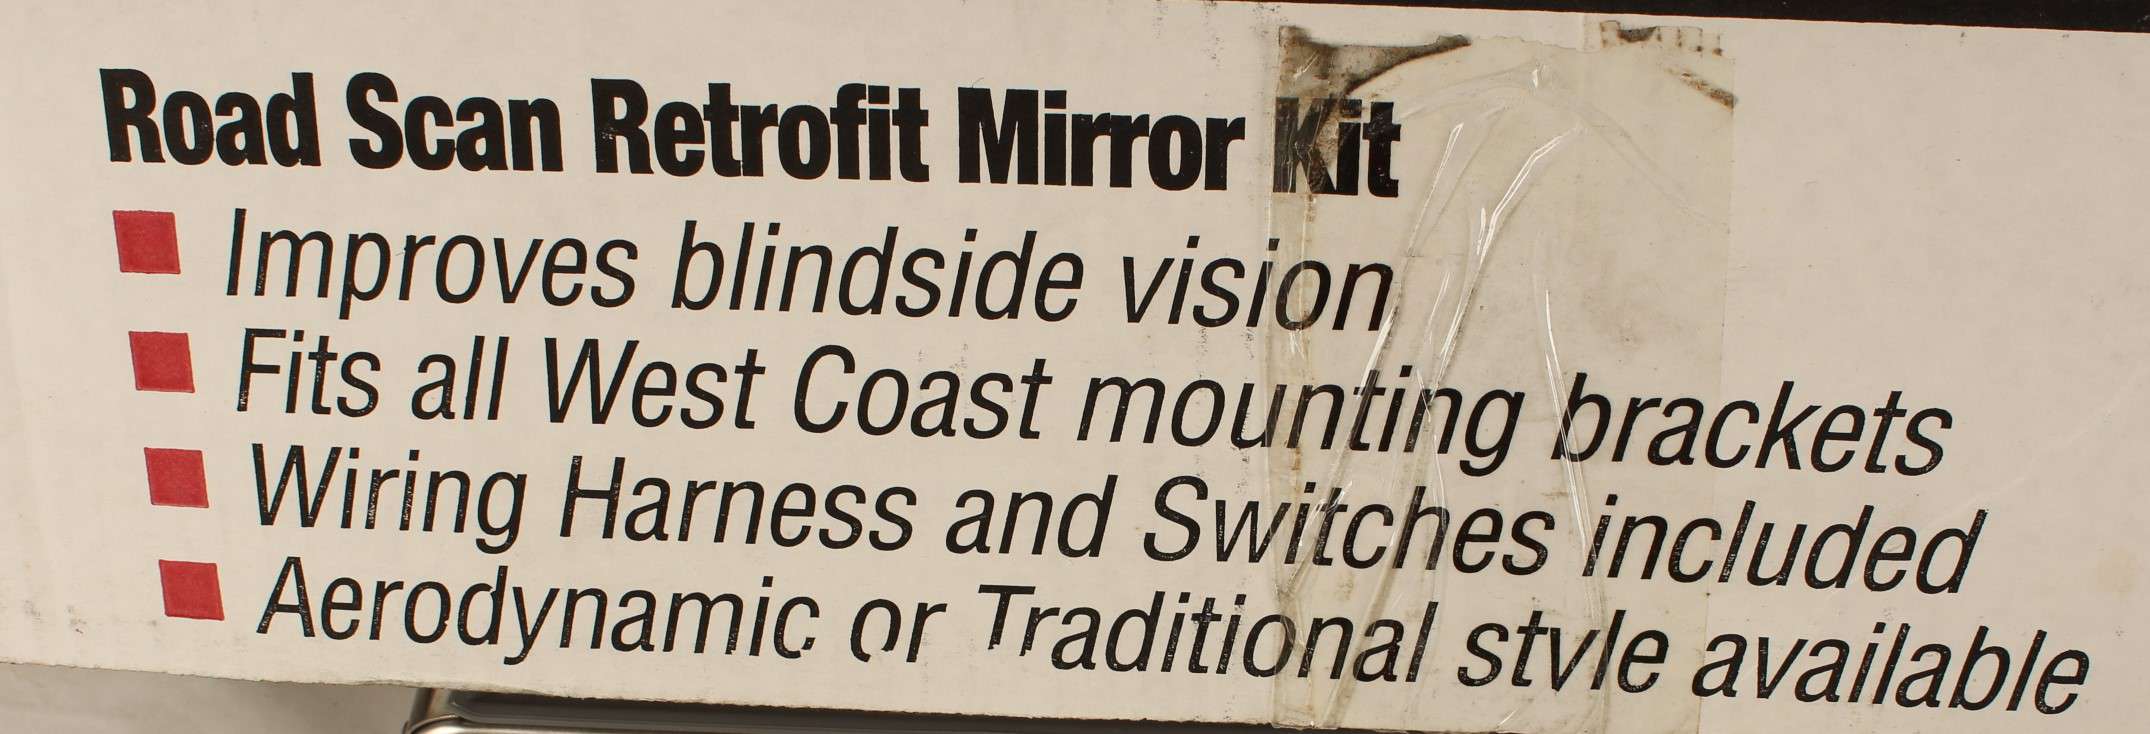 Road Scan Retrofit Mirror Kit
Improves blindside vision
Fits all West Coast mounting brackets
Wiring Harness and Switches included
Aerodynamic or Traditional style available